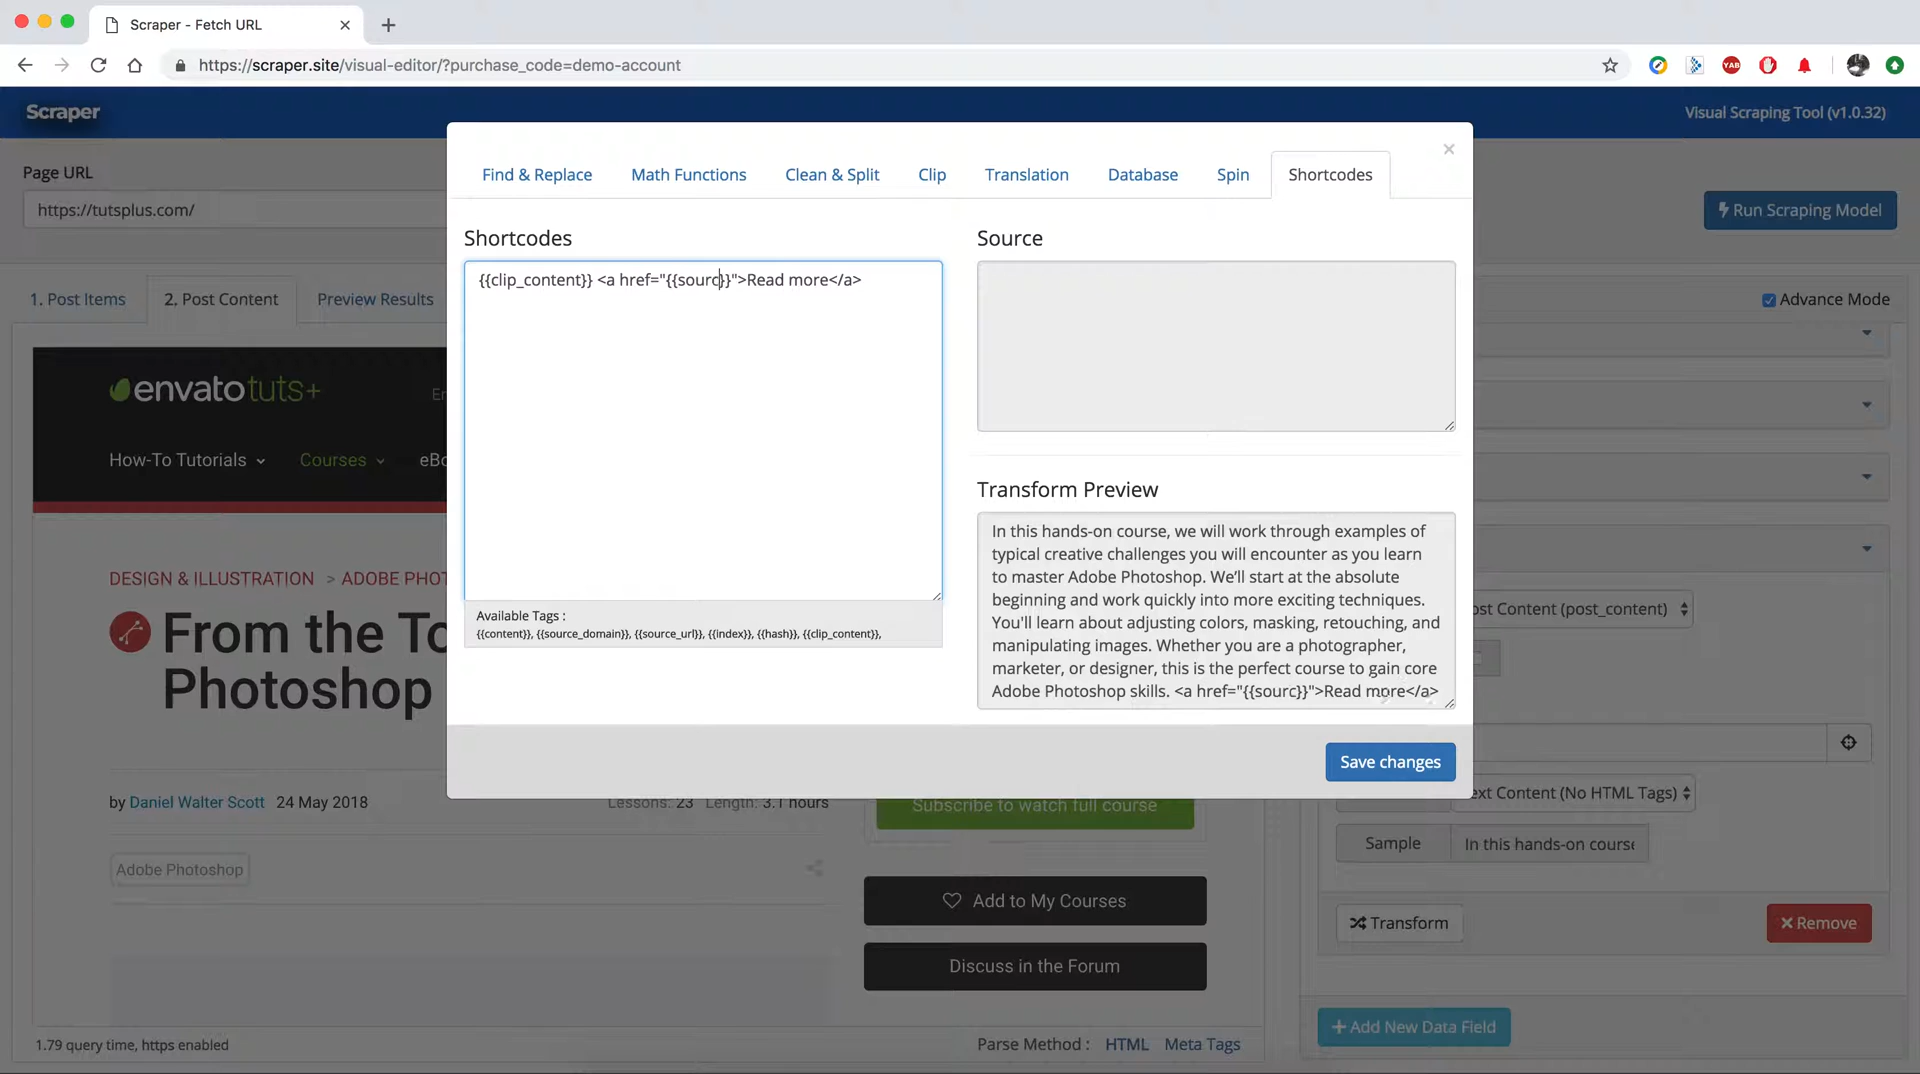 Scraper - Fetch URL
https://scraper.site/visual-editor/?purchase_code=demo-account
YAB
Scraper
Visual Scraping Tool (v1.0.32)
Page URL
https://tutsplus.com/
Run Scraping Model
1. Post Items
2. Post Content
Preview Results
Advance Mode
Find & Replace
Math Functions
Clean & Split
Clip
Translation
Database
Spin
Shortcodes
Shortcodes
{{clip_content}} <a href="{{sourc}}">Read more</a>
Available Tags :
{{content}}, {{source_domain}}, {{source_url}}, {{index}}, {{hash}}, {{clip_content}},
Source
Transform Preview
In this hands-on course, we will work through examples of
typical creative challenges you will encounter as you learn
to master Adobe Photoshop. We’ll start at the absolute
beginning and work quickly into more exciting techniques.
You'll learn about adjusting colors, masking, retouching, and
manipulating images. Whether you are a photographer,
marketer, or designer, this is the perfect course to gain core
Adobe Photoshop skills. <a href="{{sourc}}">Read more</a>
Save changes
envatotuts+
En
How-To Tutorials
Courses
eBo
DESIGN & ILLUSTRATION > ADOBE PHOT
From the To
Photoshop
by Daniel Walter Scott 24 May 2018
Lessons: 23 Length: 3.1 hours
Adobe Photoshop
Subscribe to watch full course
Add to My Courses
Discuss in the Forum
1.79 query time, https enabled
Parse Method : HTML Meta Tags
ost Content (post_content)
ext Content (No HTML Tags)
Sample
In this hands-on course
Transform
Remove
Add New Data Field